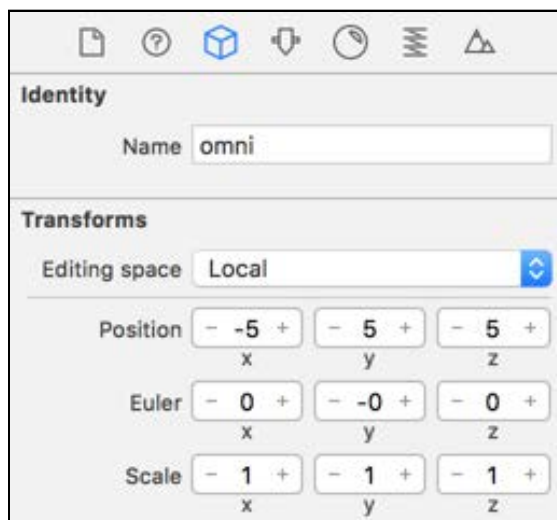 Identity
Name omni
Transforms
Editing space Local
Position - -5 + - 5 + - 5 +
x y z
Euler - 0 + - -0 + - 0 +
x y z
Scale - 1 + - 1 + - 1 +
x y z